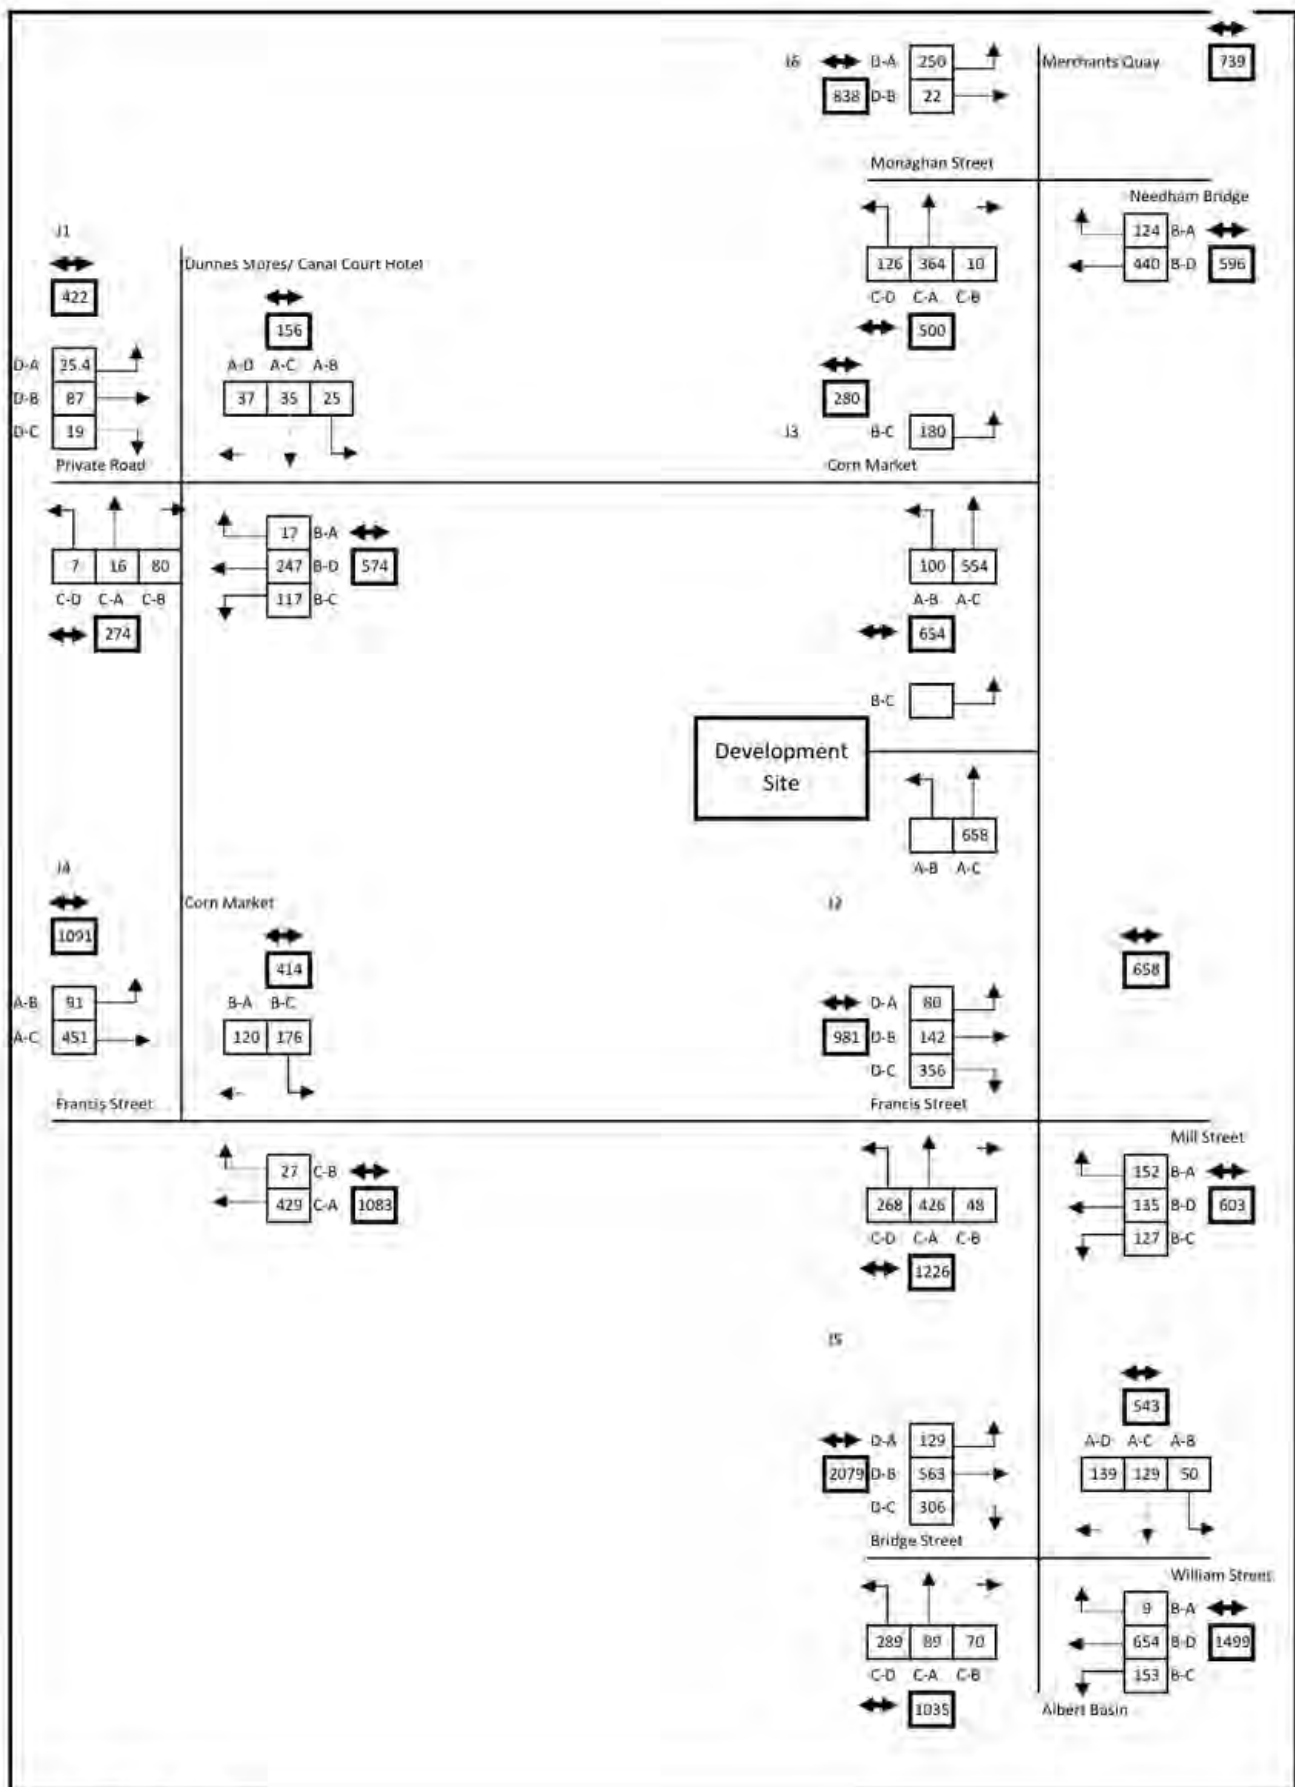 739
J6 D-A 250 Merchants Quay
838 D-B 22
Monaghan Street
Needham Bridge
124 B-A
126 364 10 440 B-D 596
C-D C-A C-B
500
J1
Dunnes Stores/ Canal Court Hotel
422
156
280
D-A 25.4 A-D A-C A-B
D-B 87 37 35 25
D-C 19 J3 B-C 180
Private Road Corn Market
17 B-A
7 16 80 247 B-D 574 100 554
C-D C-A C-B 117 B-C A-B A-C
274 654
B-C
Development
Site
658
A-B A-C
J4
Corn Market J2
1091
414 658
A-B 91 B-A B-C D-A 80
A-C 451 120 176 981 D-B 142
D-C 356
Francis Street Francis Street
Mill Street
27 C-B 152 B-A
429 C-A 1083 268 426 48 135 B-D 603
C-D C-A C-B 127 B-C
1226
J5
543
D-A 129 A-D A-C A-B
2079 D-B 563 139 129 50
D-C 306
Bridge Street
William Street
9 B-A
289 89 70 654 B-D 1499
C-D C-A C-B 153 B-C
1035 Albert Basin